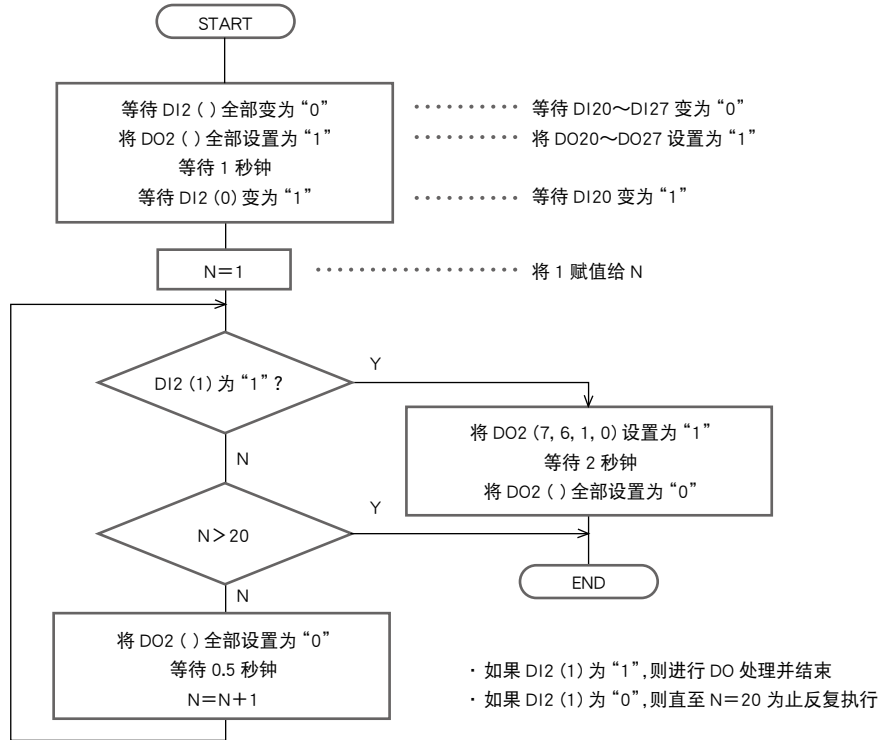 START
等待 DI2 ( ) 全部变为 “0”
等待 DI20～DI27 变为 “0”
将 DO2 ( ) 全部设置为 “1”
将 DO20～DO27 设置为 “1”
等待 1 秒钟
等待 DI2 (0) 变为 “1”
等待 DI20 变为 “1”
N＝1
将 1 赋值给 N
DI2 (1) 为 “1” ?
Y
将 DO2 (7, 6, 1, 0) 设置为 “1”
等待 2 秒钟
将 DO2 ( ) 全部设置为 “0”
N
N＞20
Y
END
N
将 DO2 ( ) 全部设置为 “0”
等待 0.5 秒钟
N＝N＋1
・如果 DI2 (1) 为 “1” ,则进行 DO 处理并结束
・如果 DI2 (1) 为 “0” ,则直至 N＝20 为止反复执行